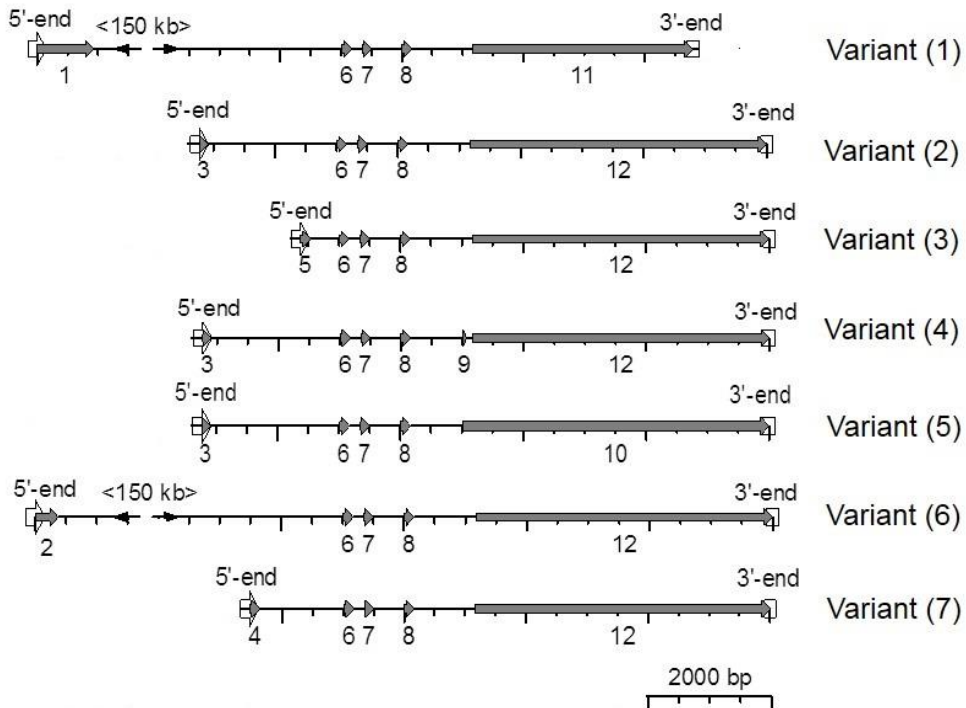 5'-end <150 kb> 3'-end
1 6 7 8 11 Variant (1)
5'-end 3'-end
3 6 7 8 12 Variant (2)
5'-end 3'-end
5 6 7 8 12 Variant (3)
5'-end 3'-end
3 6 7 8 9 12 Variant (4)
5'-end 3'-end
3 6 7 8 10 Variant (5)
5'-end <150 kb> 3'-end
2 6 7 8 12 Variant (6)
5'-end 3'-end
4 6 7 8 12 Variant (7)
2000 bp